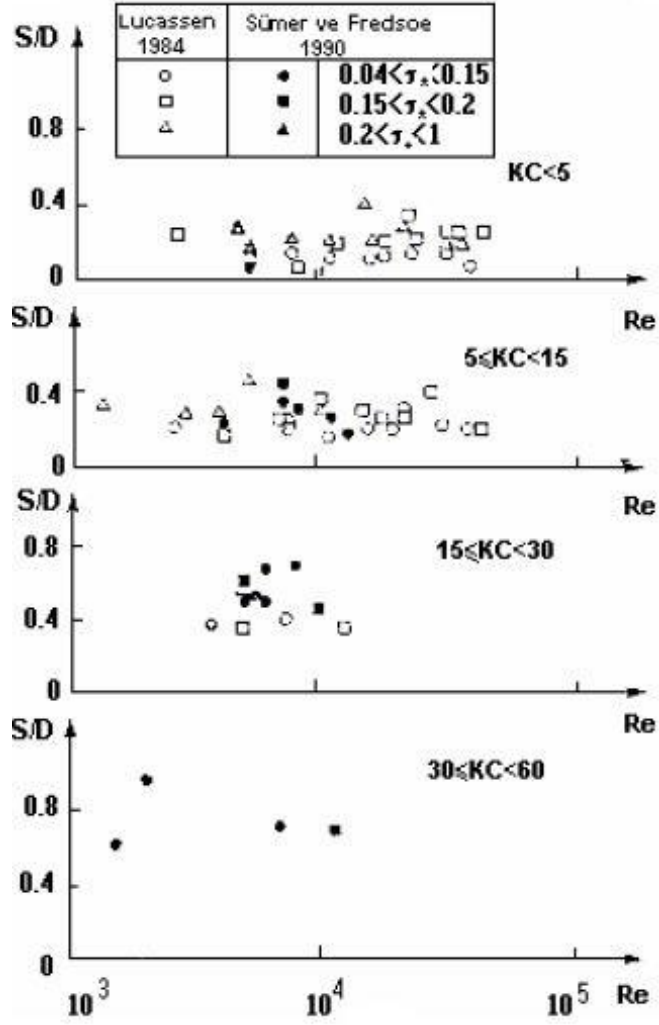 S/D
Lucassen 1984
Sümer ve Fredsoe 1990
0.04<τ*<0.15
0.15<τ*<0.2
0.2<τ*<1
0.8
KC<5
0.4
0
Re
S/D
5⩽KC<15
0.4
0
Re
S/D
0.8
15⩽KC<30
0.4
0
Re
S/D
30⩽KC<60
0.8
0.4
0
10³ 10⁴ 10⁵ Re